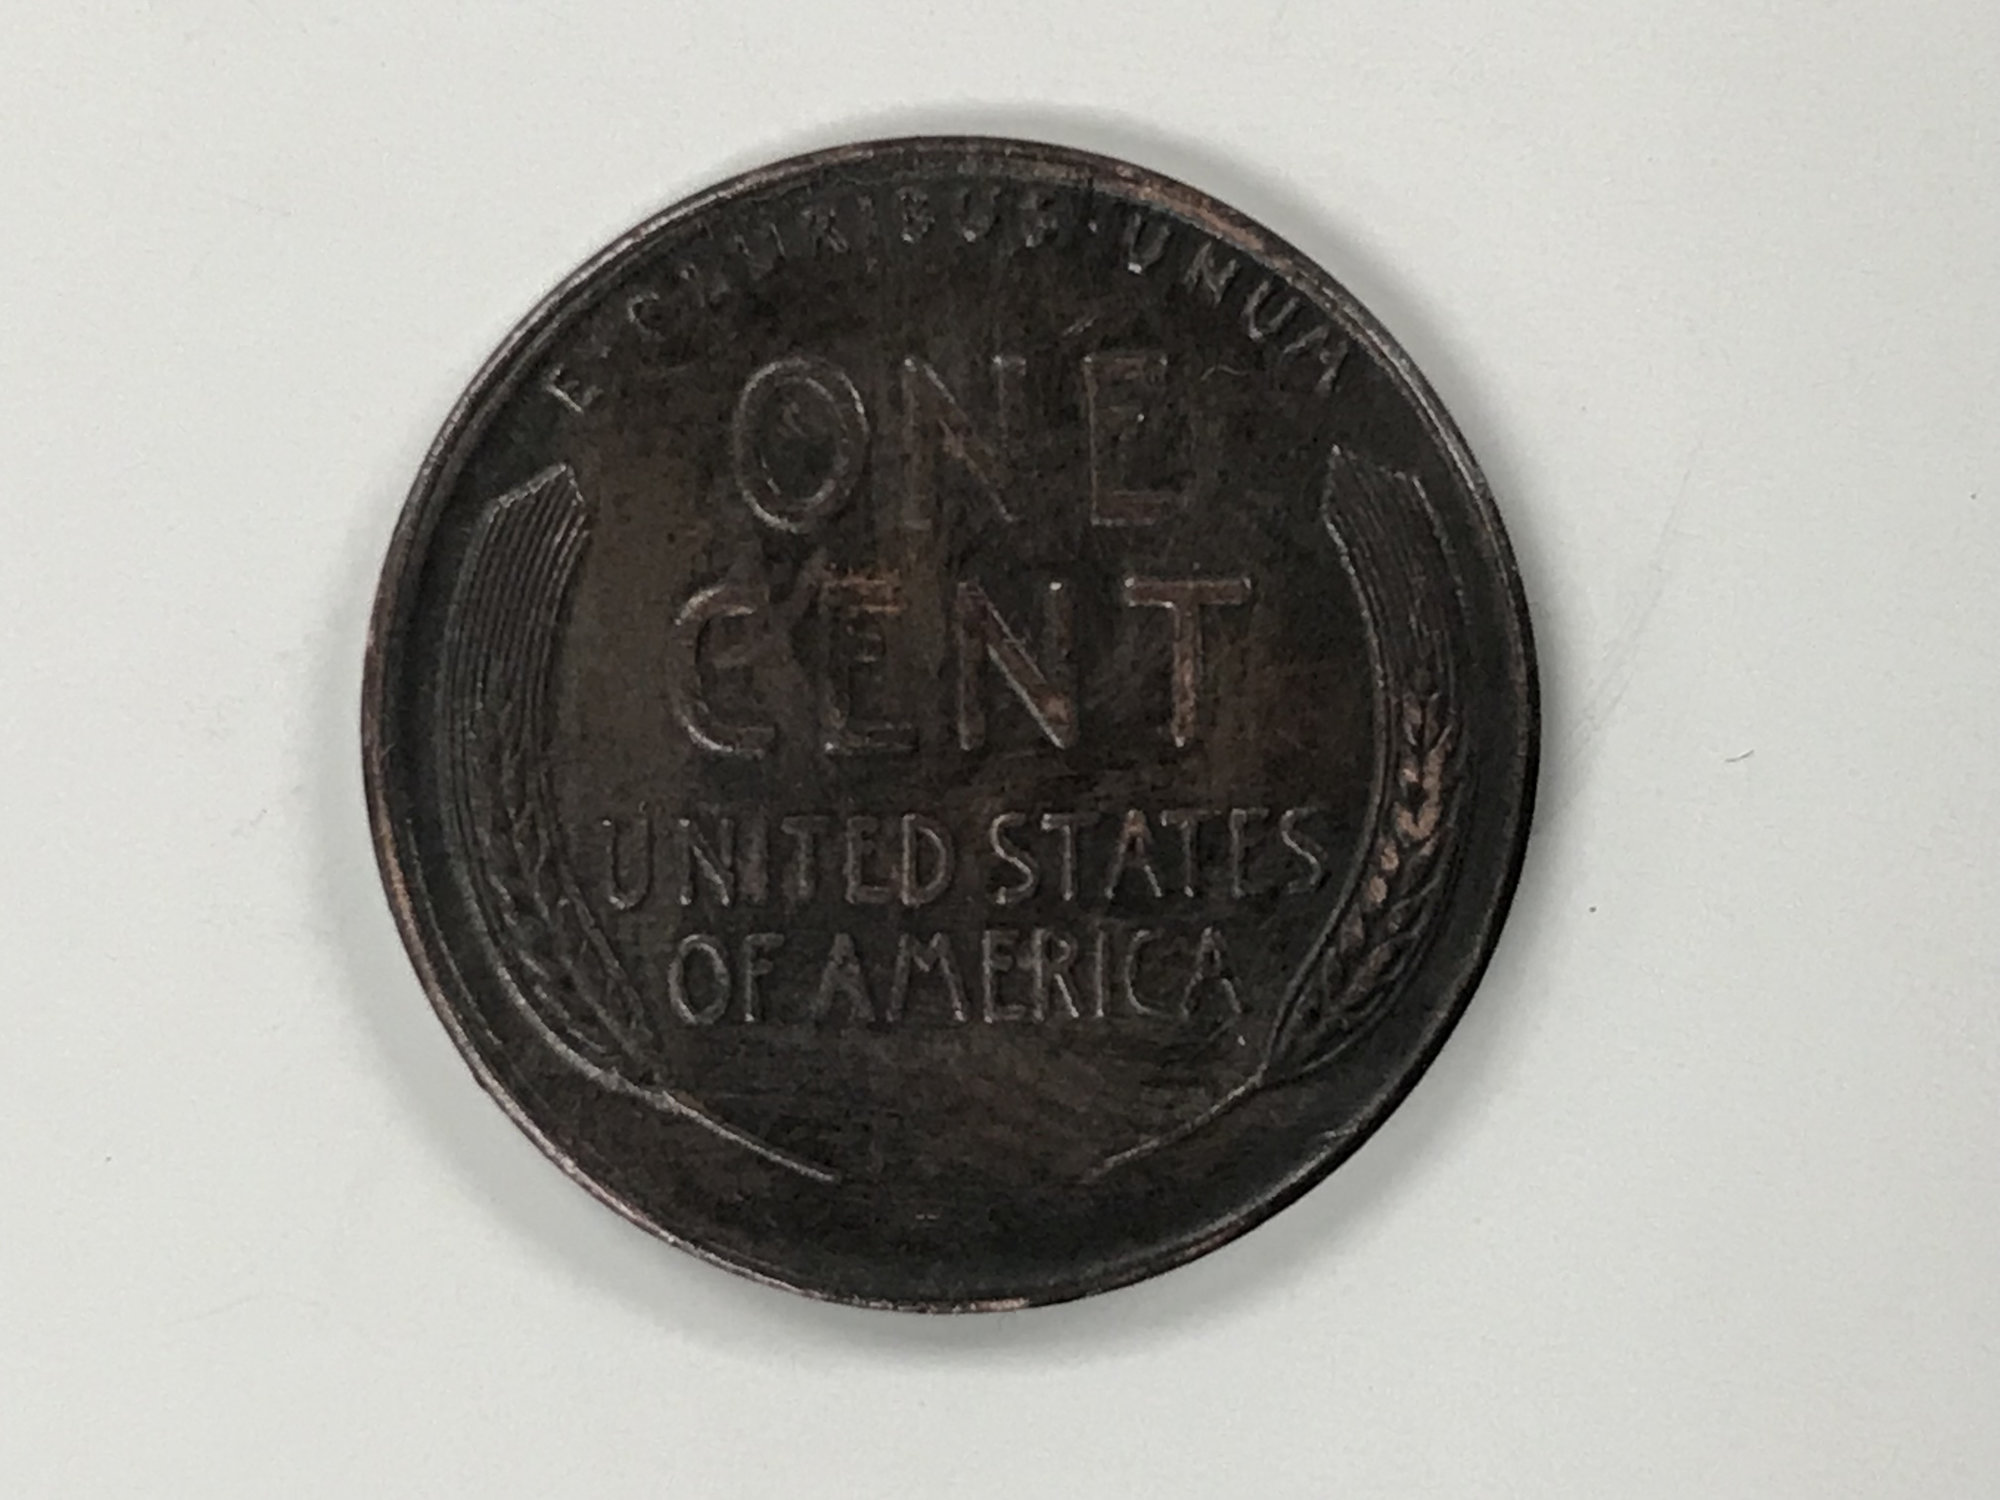 E · PLURIBUS · UNUM
ONE
CENT
UNITED STATES
OF AMERICA